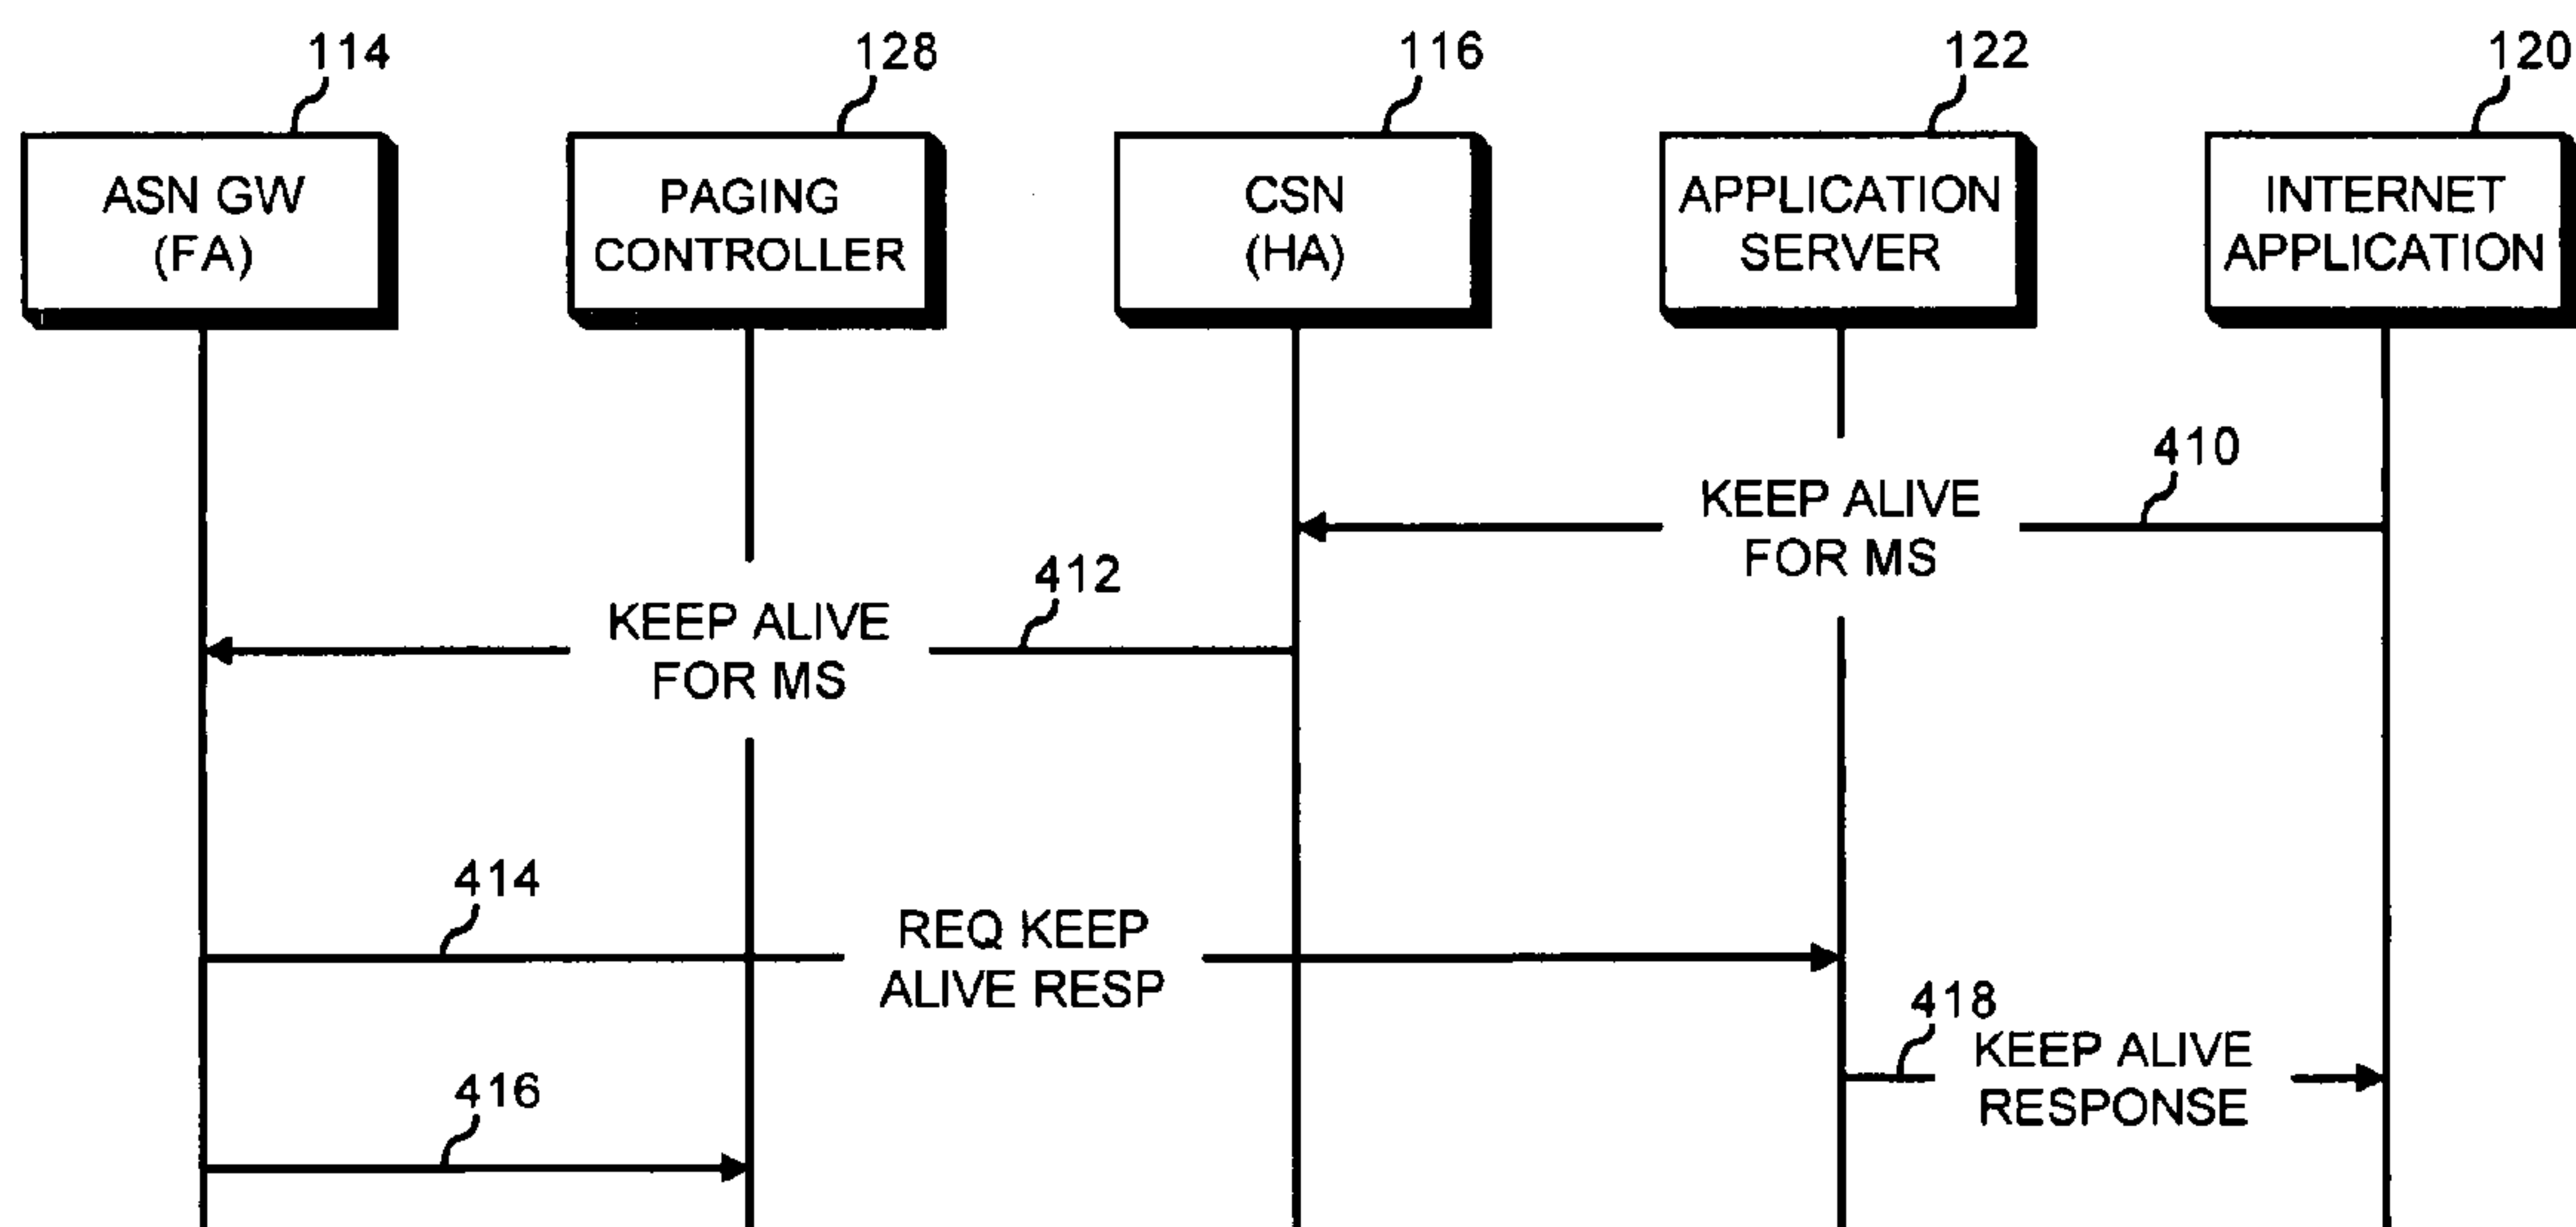 114
128
116
122
120
ASN GW
(FA)
PAGING
CONTROLLER
CSN
(HA)
APPLICATION
SERVER
INTERNET
APPLICATION
410
KEEP ALIVE
FOR MS
412
KEEP ALIVE
FOR MS
414
REQ KEEP
ALIVE RESP
418
KEEP ALIVE
RESPONSE
416